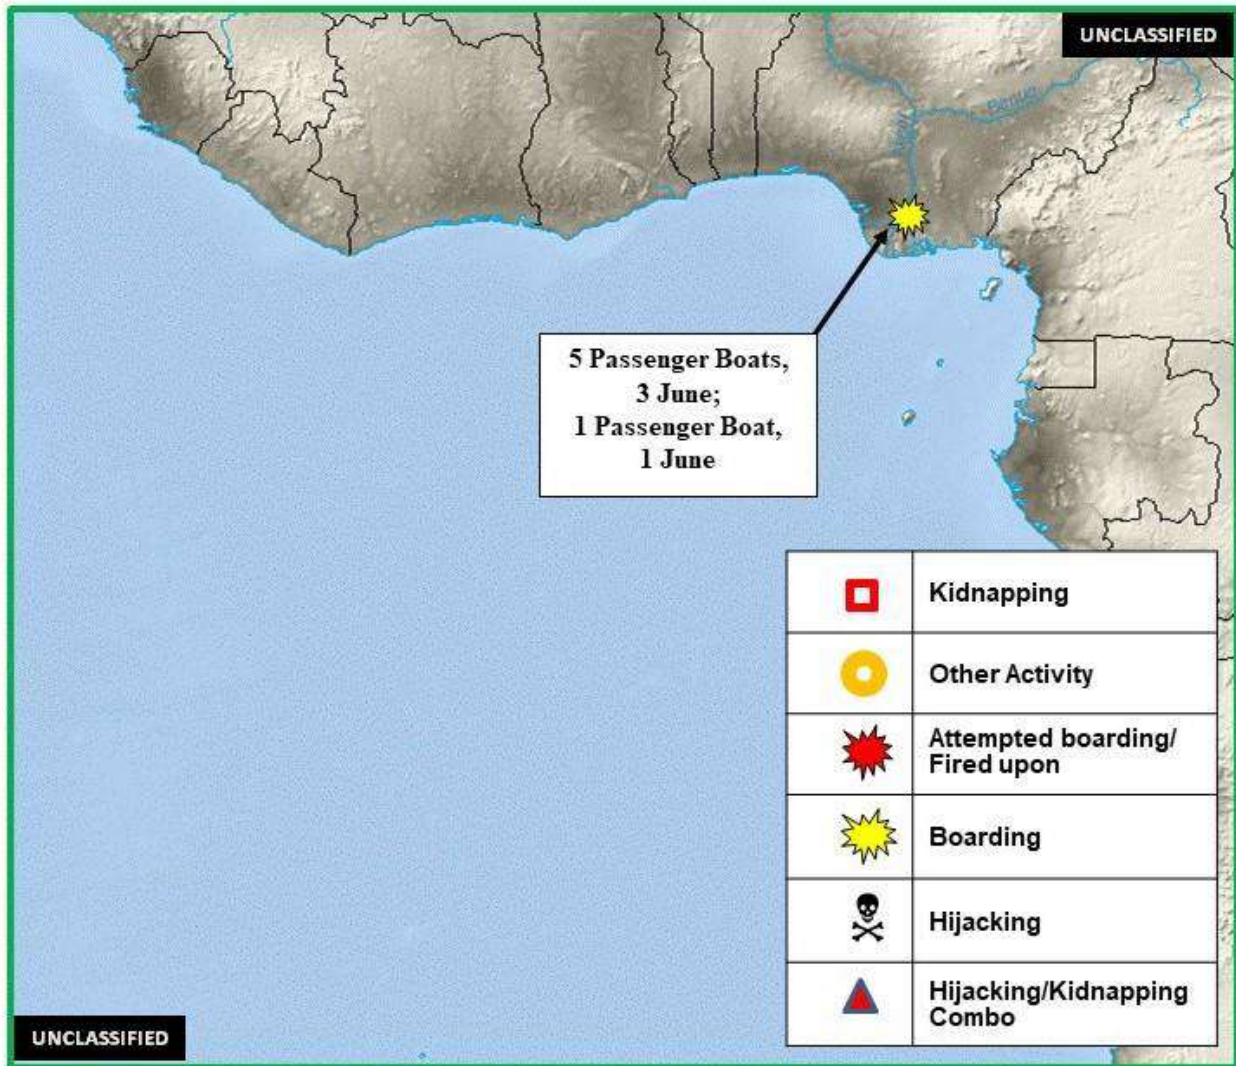 UNCLASSIFIED
Benue
5 Passenger Boats,
3 June;
1 Passenger Boat,
1 June
Kidnapping
Other Activity
Attempted boarding/
Fired upon
Boarding
Hijacking
Hijacking/Kidnapping
Combo
UNCLASSIFIED